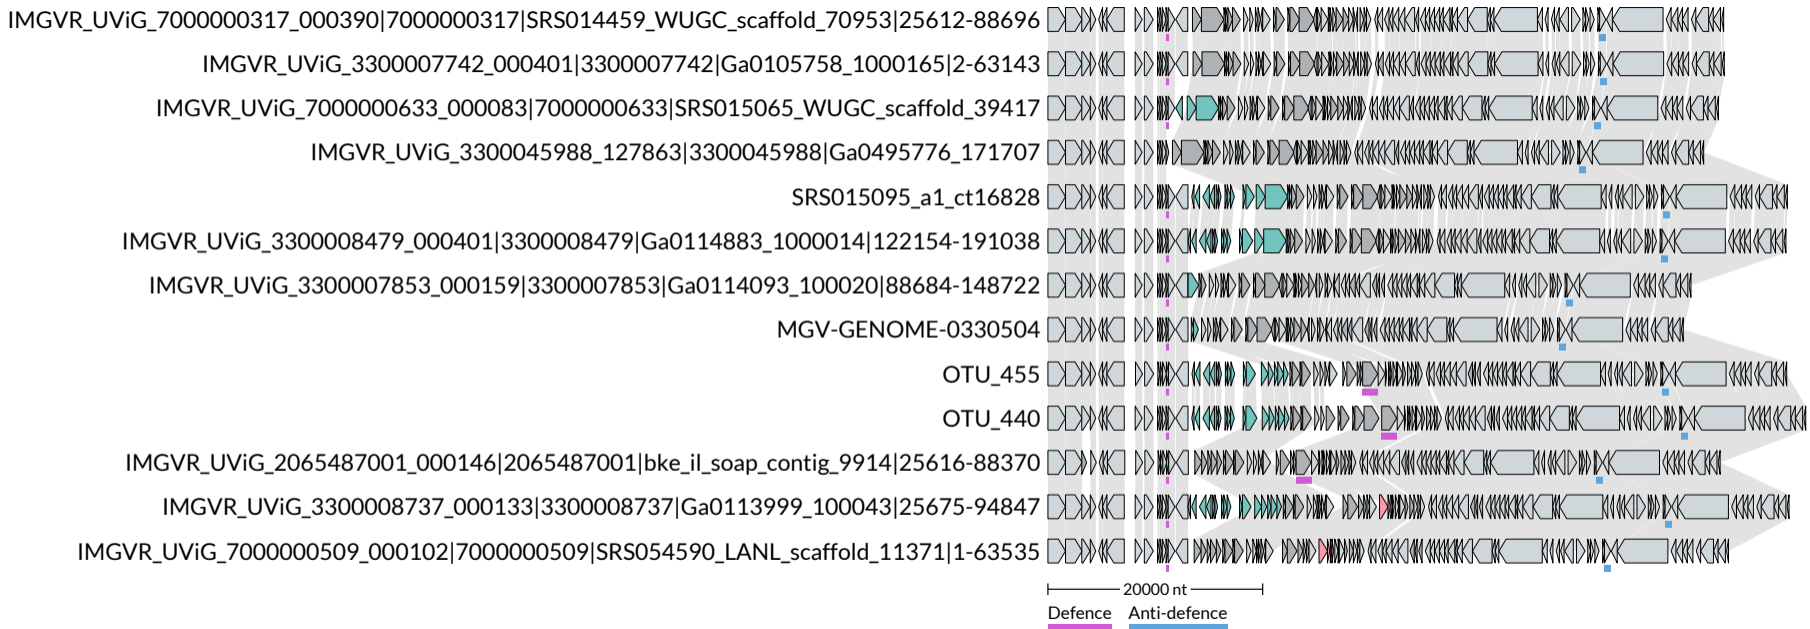 IMGVR_UViG_7000000317_000390|7000000317|SRS014459_WUGC_scaffold_70953|25612-88696
IMGVR_UViG_3300007742_000401|3300007742|Ga0105758_1000165|2-63143
IMGVR_UViG_7000000633_000083|7000000633|SRS015065_WUGC_scaffold_39417
IMGVR_UViG_3300045988_127863|3300045988|Ga0495776_171707
SRS015095_a1_ct16828
IMGVR_UViG_3300008479_000401|3300008479|Ga0114883_1000014|122154-191038
IMGVR_UViG_3300007853_000159|3300007853|Ga0114093_100020|88684-148722
MGV-GENOME-0330504
OTU_455
OTU_440
IMGVR_UViG_2065487001_000146|2065487001|bke_il_soap_contig_9914|25616-88370
IMGVR_UViG_3300008737_000133|3300008737|Ga0113999_100043|25675-94847
IMGVR_UViG_7000000509_000102|7000000509|SRS054590_LANL_scaffold_11371|1-63535
20000 nt
Defence Anti-defence